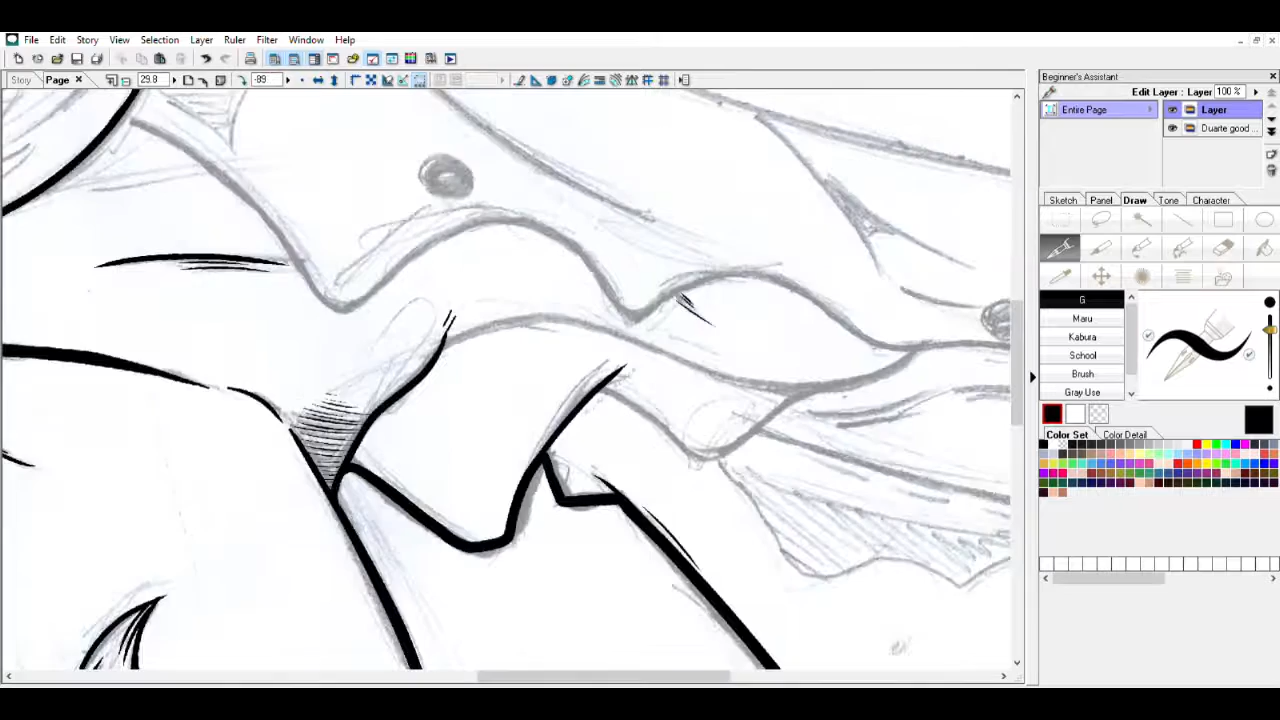 File Edit Story View Selection Layer Ruler Filter Window Help
Story Page 29.8 -89
Beginner's Assistant
Edit Layer : Layer 100 %
Entire Page Layer
Duarte good ...
Sketch Panel Draw Tone Character
G
Maru
Kabura
School
Brush
Gray Use
Color Set Color Detail